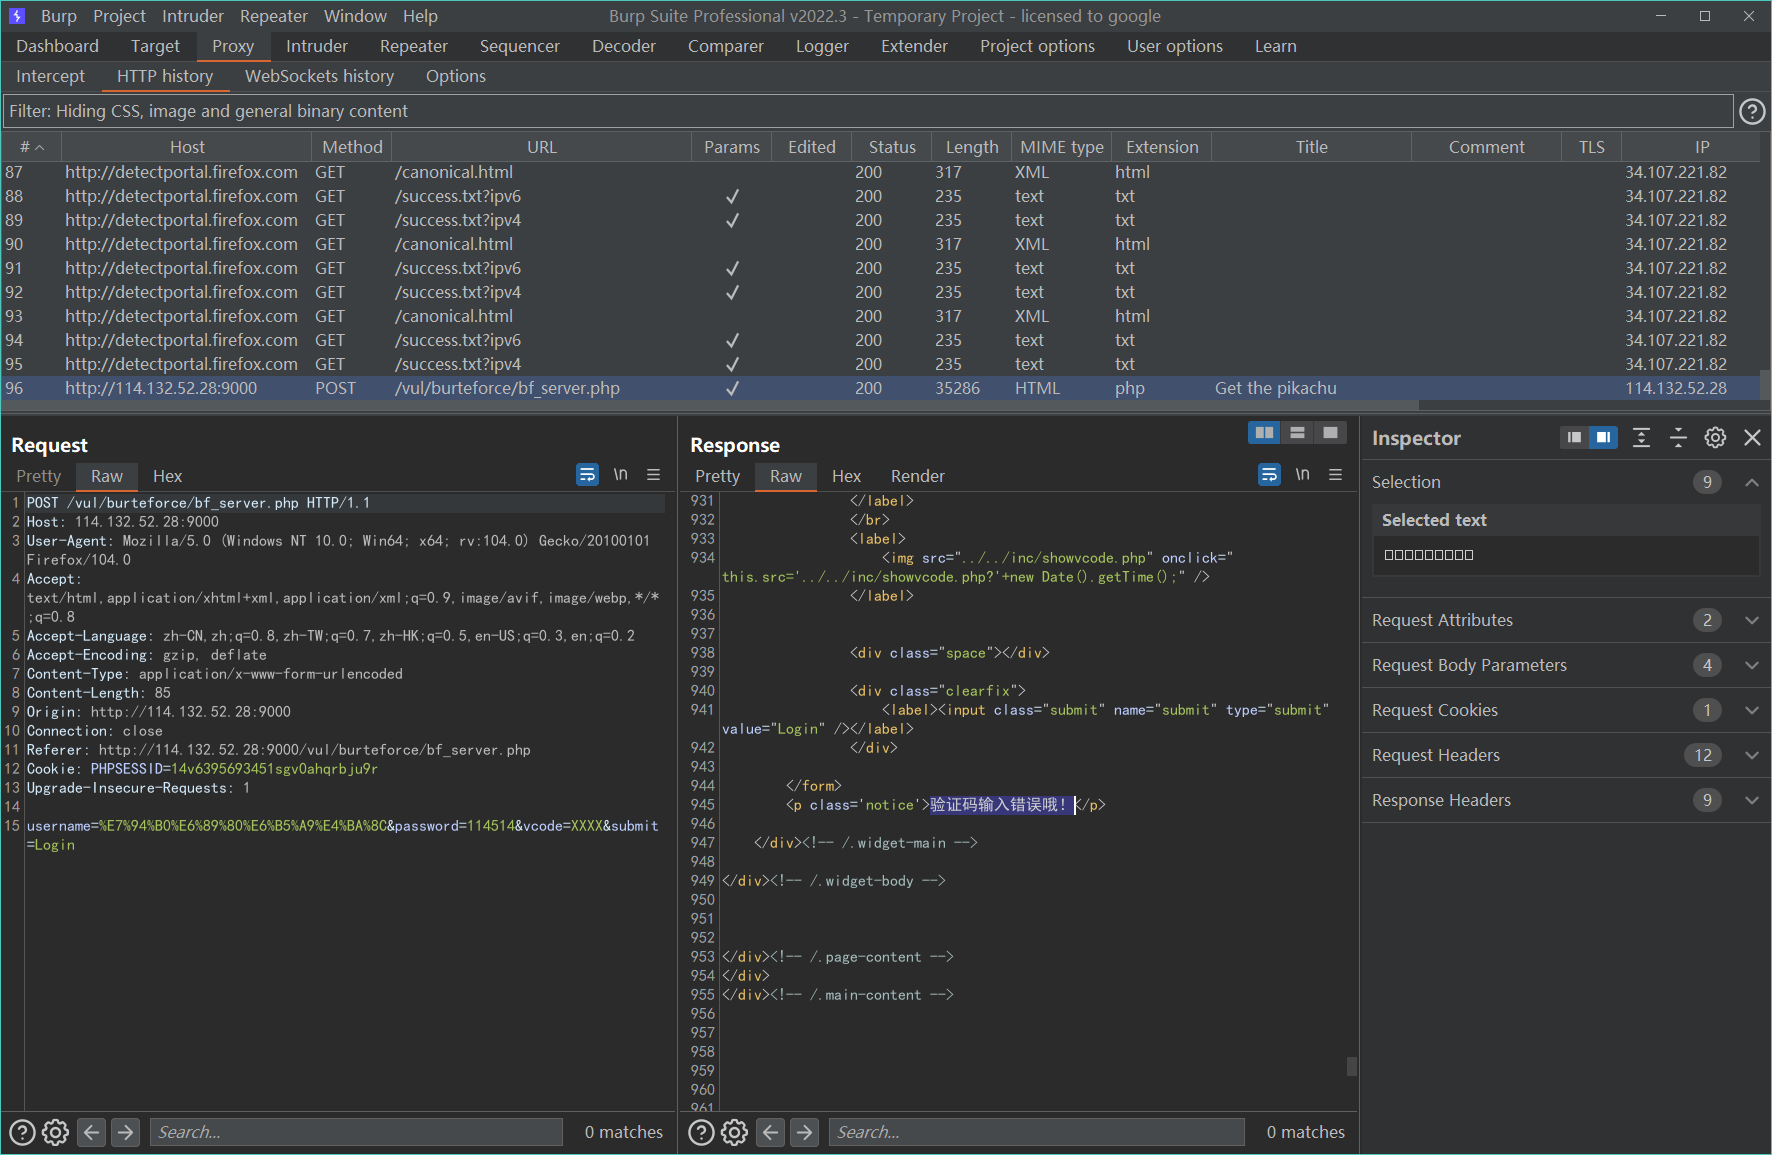 Burp Project Intruder Repeater Window Help Burp Suite Professional v2022.3 - Temporary Project - licensed to google
Dashboard Target Proxy Intruder Repeater Sequencer Decoder Comparer Logger Extender Project options User options Learn
Intercept HTTP history WebSockets history Options
Filter: Hiding CSS, image and general binary content
# Host Method URL Params Edited Status Length MIME type Extension Title Comment TLS IP
87 http://detectportal.firefox.com GET /canonical.html 200 317 XML html 34.107.221.82
88 http://detectportal.firefox.com GET /success.txt?ipv6 ✓ 200 235 text txt 34.107.221.82
89 http://detectportal.firefox.com GET /success.txt?ipv4 ✓ 200 235 text txt 34.107.221.82
90 http://detectportal.firefox.com GET /canonical.html 200 317 XML html 34.107.221.82
91 http://detectportal.firefox.com GET /success.txt?ipv6 ✓ 200 235 text txt 34.107.221.82
92 http://detectportal.firefox.com GET /success.txt?ipv4 ✓ 200 235 text txt 34.107.221.82
93 http://detectportal.firefox.com GET /canonical.html 200 317 XML html 34.107.221.82
94 http://detectportal.firefox.com GET /success.txt?ipv6 ✓ 200 235 text txt 34.107.221.82
95 http://detectportal.firefox.com GET /success.txt?ipv4 ✓ 200 235 text txt 34.107.221.82
96 http://114.132.52.28:9000 POST /vul/burteforce/bf_server.php ✓ 200 35286 HTML php Get the pikachu 114.132.52.28
Request
Pretty Raw Hex
\n
1 POST /vul/burteforce/bf_server.php HTTP/1.1
2 Host: 114.132.52.28:9000
3 User-Agent: Mozilla/5.0 (Windows NT 10.0; Win64; x64; rv:104.0) Gecko/20100101
Firefox/104.0
4 Accept:
text/html,application/xhtml+xml,application/xml;q=0.9,image/avif,image/webp,*/*
;q=0.8
5 Accept-Language: zh-CN,zh;q=0.8,zh-TW;q=0.7,zh-HK;q=0.5,en-US;q=0.3,en;q=0.2
6 Accept-Encoding: gzip, deflate
7 Content-Type: application/x-www-form-urlencoded
8 Content-Length: 85
9 Origin: http://114.132.52.28:9000
10 Connection: close
11 Referer: http://114.132.52.28:9000/vul/burteforce/bf_server.php
12 Cookie: PHPSESSID=14v6395693451sgv0ahqrbju9r
13 Upgrade-Insecure-Requests: 1
14
15 username=%E7%94%B0%E6%89%80%E6%B5%A9%E4%BA%8C&password=114514&vcode=XXXX&submit
=Login
Search...
0 matches
Response
Pretty Raw Hex Render
\n
931 </label>
932 </br>
933 <label>
934 <img src="../../inc/showvcode.php" onclick="
this.src='../../inc/showvcode.php?'+new Date().getTime();" />
935 </label>
936
937
938 <div class="space"></div>
939
940 <div class="clearfix">
941 <label><input class="submit" name="submit" type="submit"
value="Login" /></label>
942 </div>
943
944 </form>
945 <p class='notice'>验证码输入错误哦!</p>
946
947 </div><!-- /.widget-main -->
948
949 </div><!-- /.widget-body -->
950
951
952
953 </div><!-- /.page-content -->
954 </div>
955 </div><!-- /.main-content -->
956
957
958
959
960
961
Search...
0 matches
Inspector
Selection 9
Selected text
□□□□□□□□□
Request Attributes 2
Request Body Parameters 4
Request Cookies 1
Request Headers 12
Response Headers 9